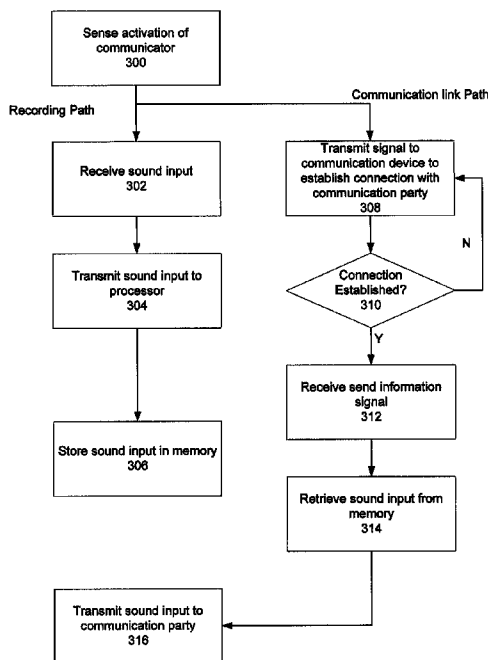 Sense activation of
communicator
300
Recording Path
Communication link Path
Receive sound input
302
Transmit sound input to
processor
304
Store sound input in memory
306
Transmit signal to
communication device to
establish connection with
communication party
308
N
Connection
Established?
310
Y
Receive send information
signal
312
Retrieve sound input from
memory
314
Transmit sound input to
communication party
316